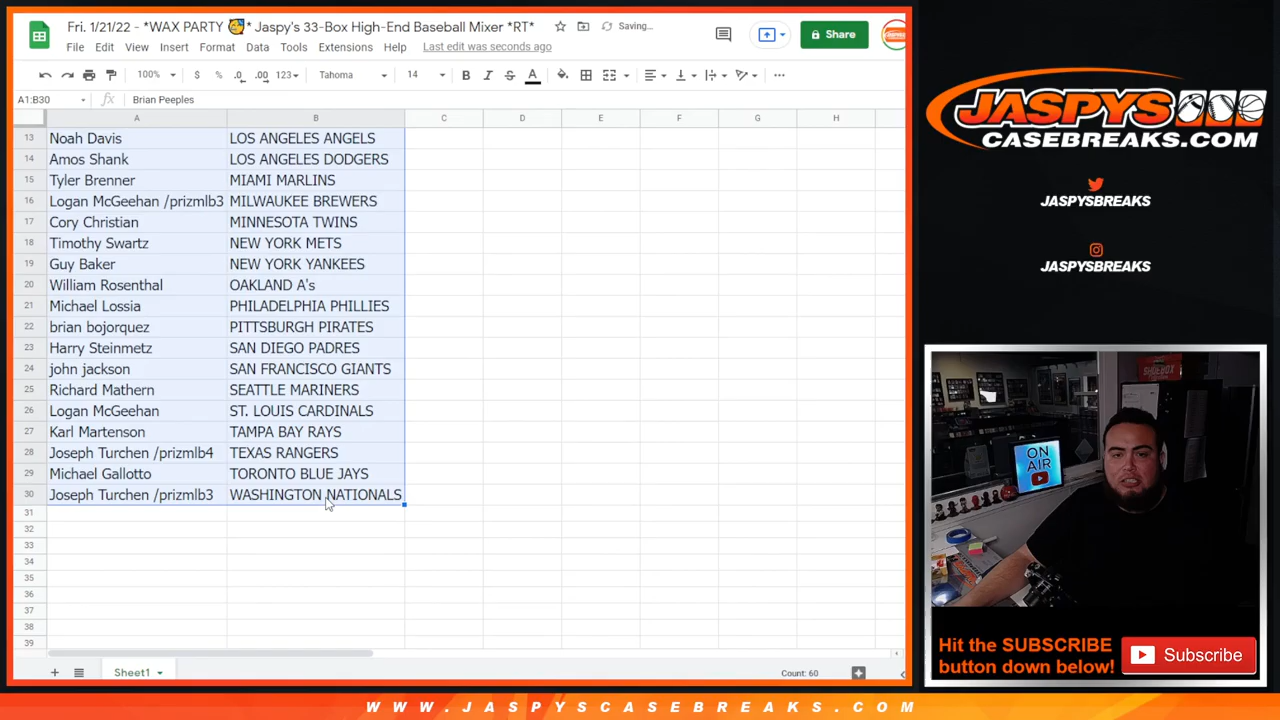 Fri. 1/21/22 - *WAX PARTY 🥳* Jaspy's 33-Box High-End Baseball Mixer *RT*
Saving...
File Edit View Insert Format Data Tools Extensions Help Last edit was seconds ago
Share
100% $ % .0 .00 123 Tahoma 14 B I S A
A1:B30 fx Brian Peeples
A B C D E F G H
13 Noah Davis LOS ANGELES ANGELS
14 Amos Shank LOS ANGELES DODGERS
15 Tyler Brenner MIAMI MARLINS
16 Logan McGeehan /prizmlb3 MILWAUKEE BREWERS
17 Cory Christian MINNESOTA TWINS
18 Timothy Swartz NEW YORK METS
19 Guy Baker NEW YORK YANKEES
20 William Rosenthal OAKLAND A's
21 Michael Lossia PHILADELPHIA PHILLIES
22 brian bojorquez PITTSBURGH PIRATES
23 Harry Steinmetz SAN DIEGO PADRES
24 john jackson SAN FRANCISCO GIANTS
25 Richard Mathern SEATTLE MARINERS
26 Logan McGeehan ST. LOUIS CARDINALS
27 Karl Martenson TAMPA BAY RAYS
28 Joseph Turchen /prizmlb4 TEXAS RANGERS
29 Michael Gallotto TORONTO BLUE JAYS
30 Joseph Turchen /prizmlb3 WASHINGTON NATIONALS
31
32
33
34
35
36
37
38
39
Sheet1
Count: 60
JASPYS
CASEBREAKS.COM
JASPYSBREAKS
JASPYSBREAKS
SHOEBOX
ON
AIR
Hit the SUBSCRIBE
button down below!
Subscribe
WWW.JASPYSCASEBREAKS.COM